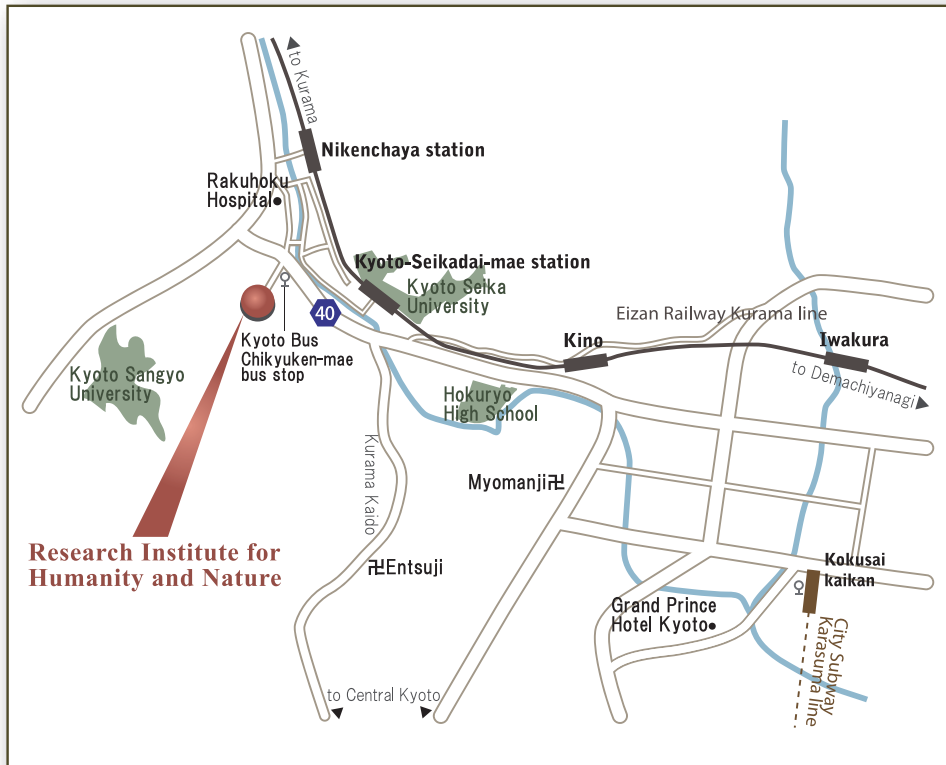 to Kurama
Nikenchaya station
Rakuhoku
Hospital
Kyoto-Seikadai-mae station
Kyoto Seika
University
40
Eizan Railway Kurama line
Kyoto Bus
Chikyuken-mae
bus stop
Kino
Iwakura
to Demachiyanagi
Kyoto Sangyo
University
Hokuryo
High School
Kurama Kaido
Myomanji卍
Research Institute for
Humanity and Nature
卍Entsuji
Kokusai
kaikan
Grand Prince
Hotel Kyoto
City Subway
Karasuma line
to Central Kyoto